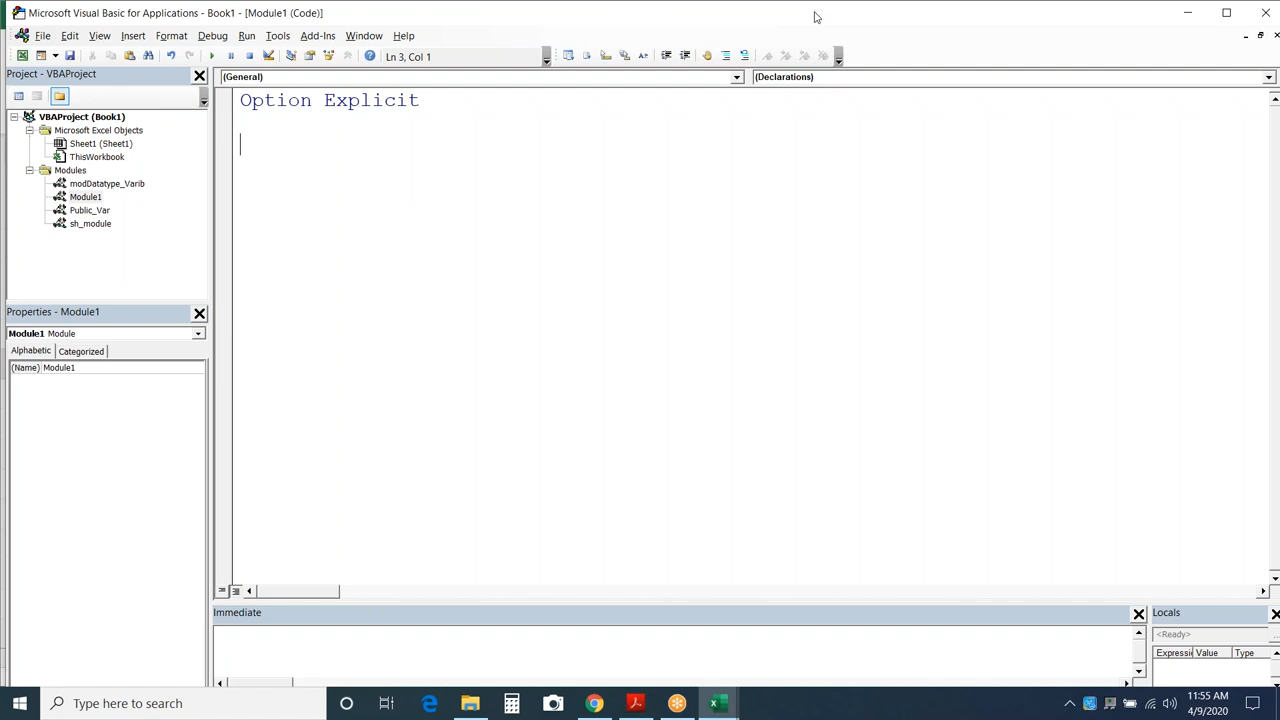 Microsoft Visual Basic for Applications - Book1 - [Module1 (Code)]
File Edit View Insert Format Debug Run Tools Add-Ins Window Help
Ln 3, Col 1
Project - VBAProject
(General)
(Declarations)
Option Explicit
VBAProject (Book1)
Microsoft Excel Objects
Sheet1 (Sheet1)
ThisWorkbook
Modules
modDatatype_Varib
Module1
Public_Var
sh_module
Properties - Module1
Module1 Module
Alphabetic Categorized
(Name) Module1
Immediate
Locals
<Ready>
Expressi Value Type
Type here to search
11:55 AM
4/9/2020